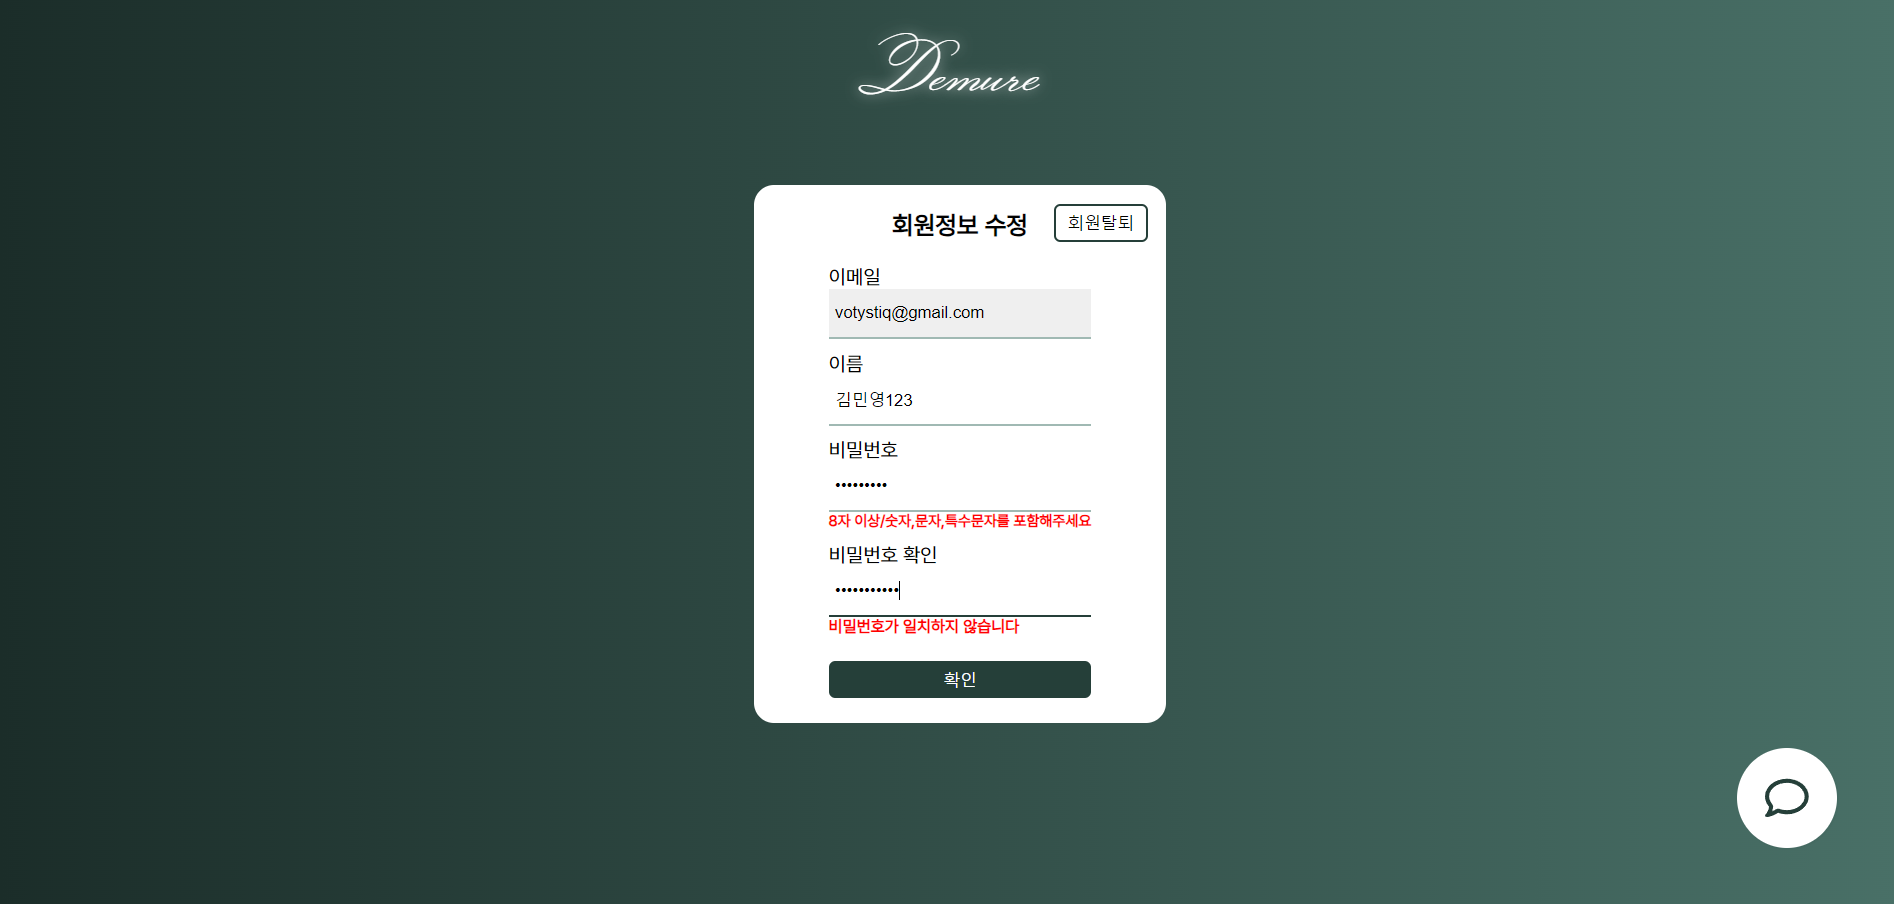 Demure
회원정보 수정
회원탈퇴
이메일
votystiq@gmail.com
이름
김민영123
비밀번호
•••••••••
8자 이상/숫자,문자,특수문자를 포함해주세요
비밀번호 확인
•••••••••••
비밀번호가 일치하지 않습니다
확인